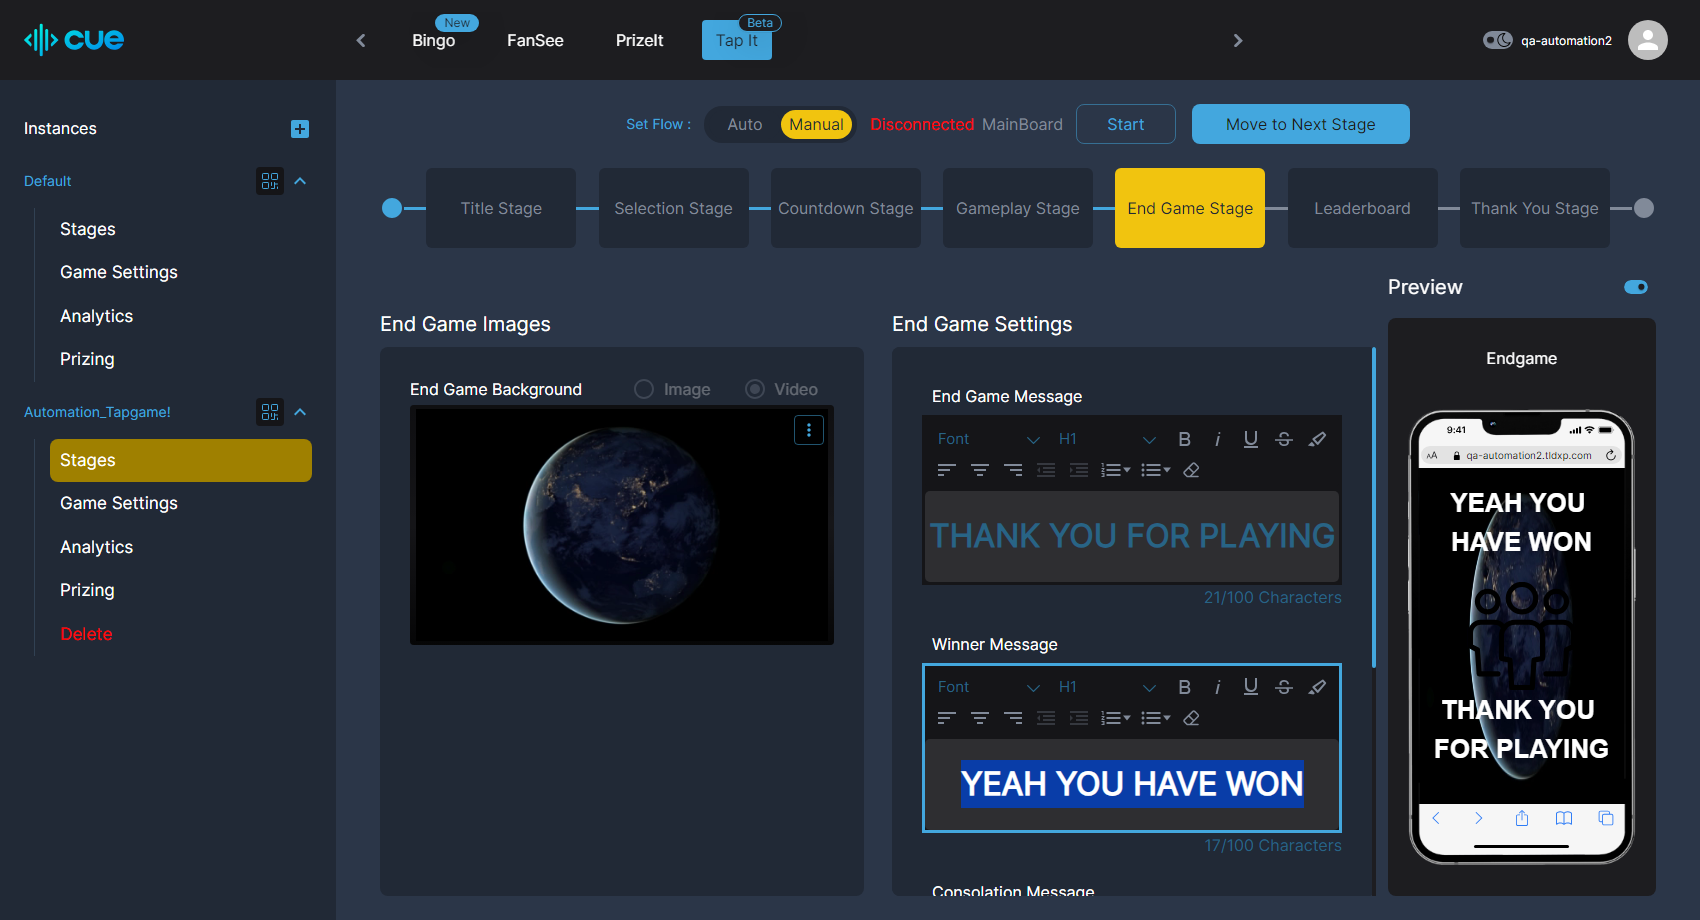 cue
New
Beta
Bingo
FanSee
PrizeIt
Tap It
qa-automation2
Instances
Default
Stages
Game Settings
Analytics
Prizing
Automation_Tapgame!
Stages
Game Settings
Analytics
Prizing
Delete
Set Flow :
Auto
Manual
Disconnected MainBoard
Start
Move to Next Stage
Title Stage
Selection Stage
Countdown Stage
Gameplay Stage
End Game Stage
Leaderboard
Thank You Stage
End Game Images
End Game Background
Image
Video
End Game Settings
End Game Message
Font
H1
B i U S
THANK YOU FOR PLAYING
21/100 Characters
Winner Message
Font
H1
B i U S
YEAH YOU HAVE WON
17/100 Characters
Consolation Message
Preview
Endgame
9:41
AA
qa-automation2.tldxp.com
YEAH YOU
HAVE WON
THANK YOU
FOR PLAYING